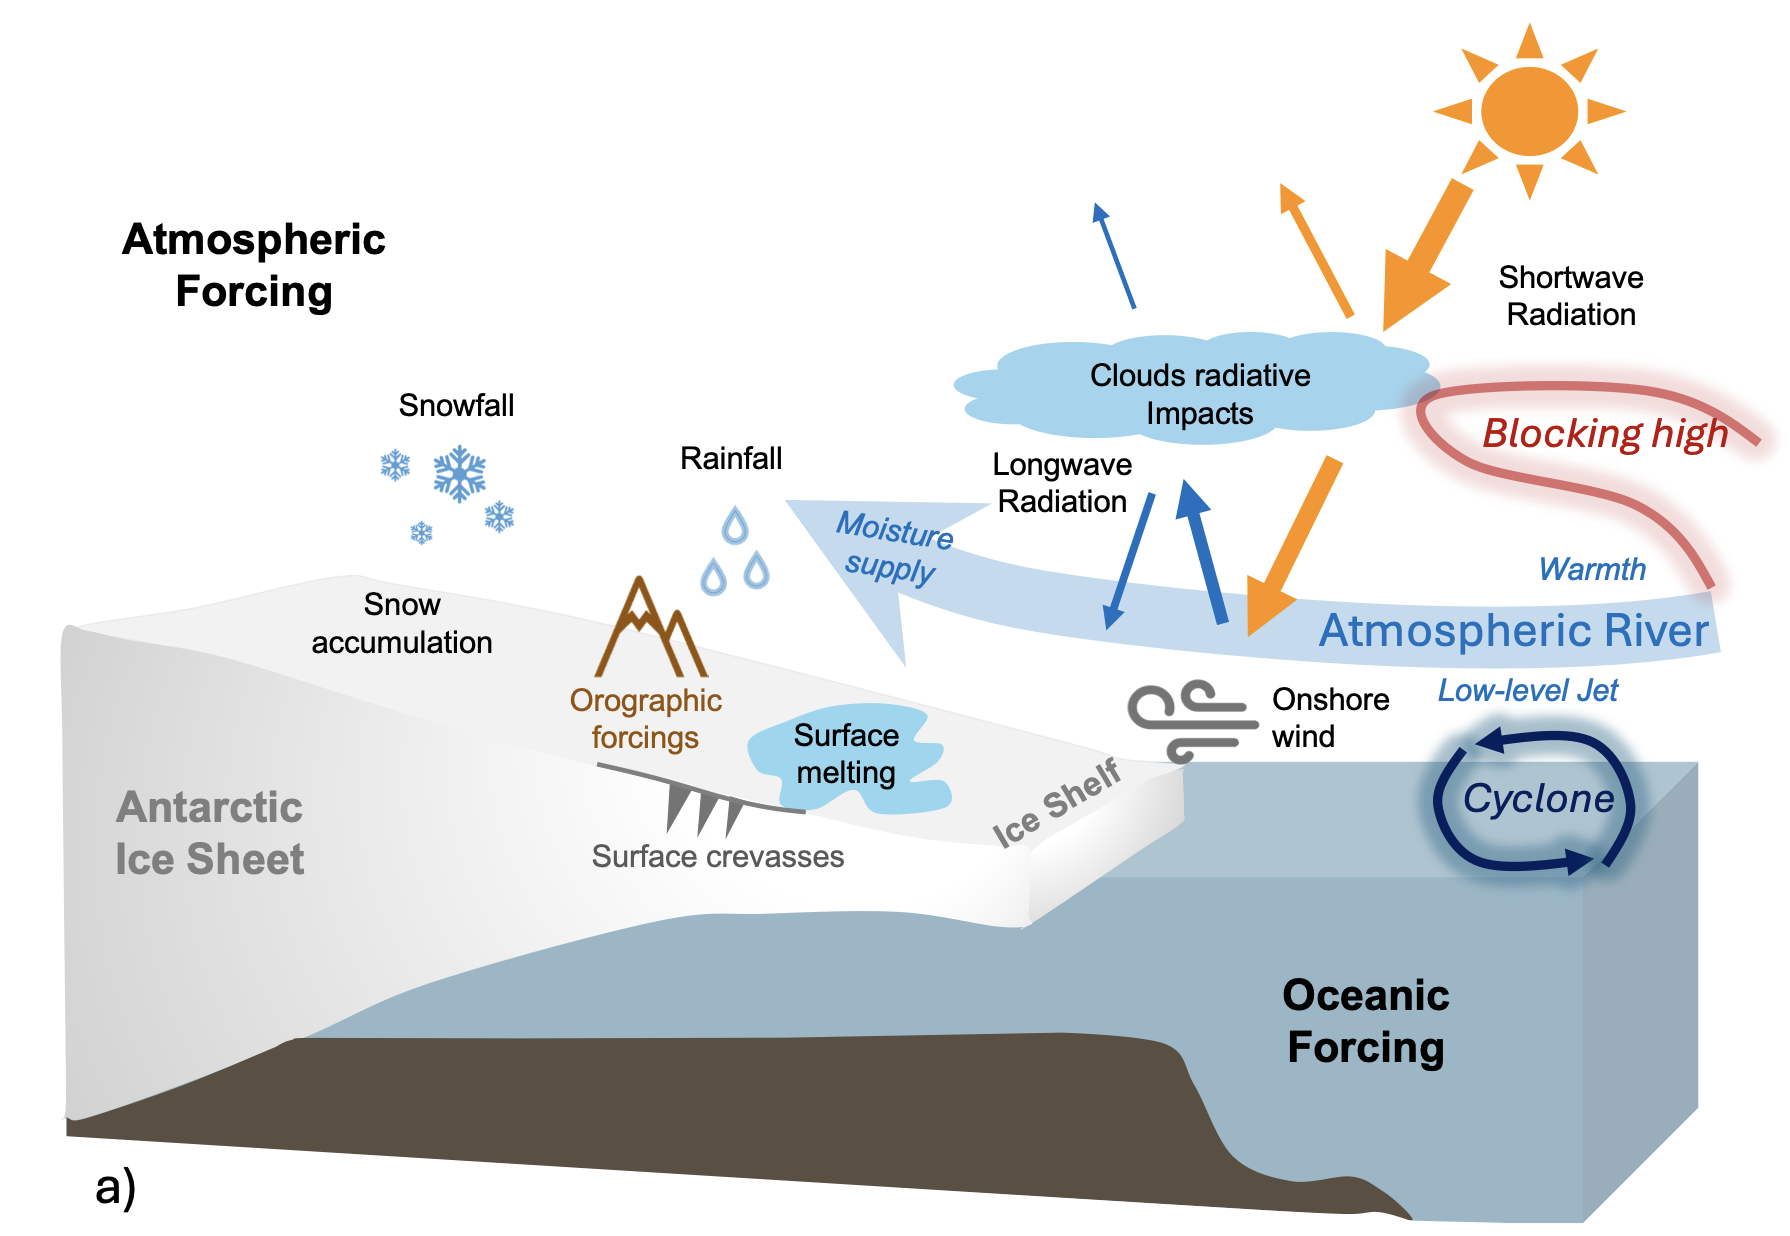 Atmospheric
Forcing
Shortwave
Radiation
Clouds radiative
Impacts
Snowfall
Blocking high
Rainfall
Longwave
Radiation
Moisture
supply
Warmth
Snow
accumulation
Atmospheric River
Orographic
forcings
Low-level Jet
Onshore
wind
Surface
melting
Ice Shelf
Cyclone
Antarctic
Ice Sheet
Surface crevasses
Oceanic
Forcing
a)